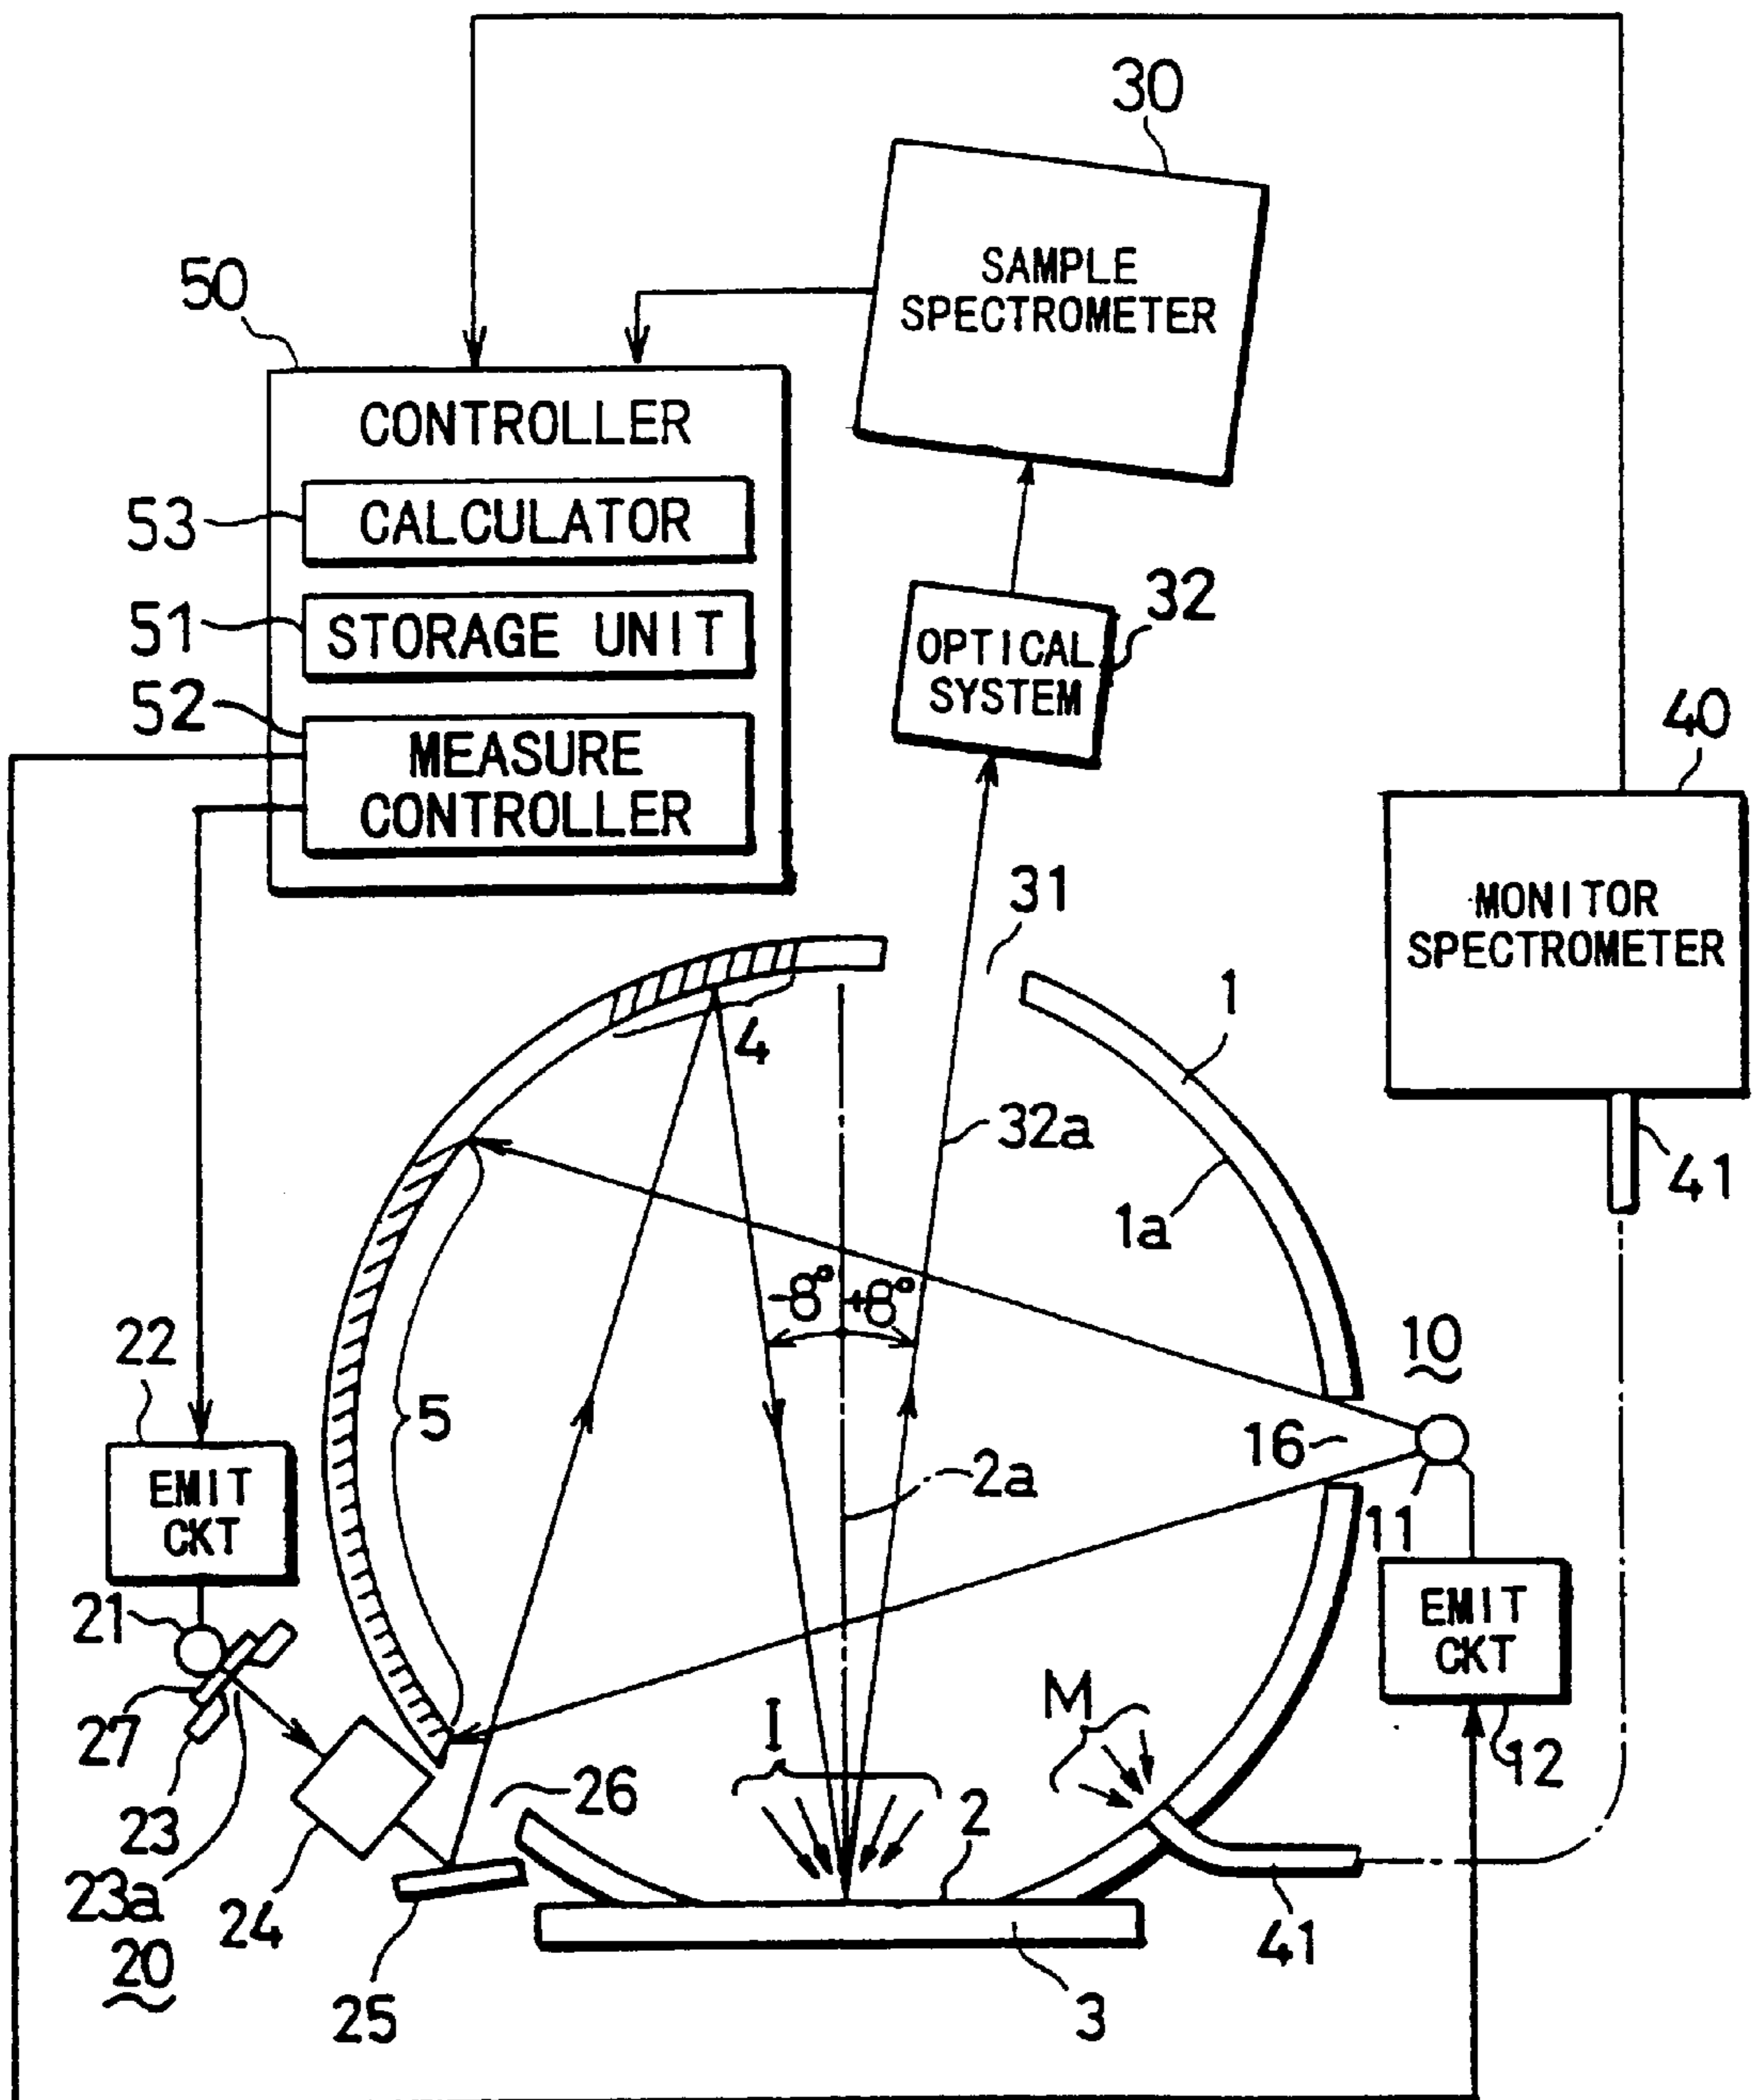 30
SAMPLE
SPECTROMETER
50
CONTROLLER
53
CALCULATOR
51
STORAGE UNIT
52
MEASURE
CONTROLLER
OPTICAL
SYSTEM
32
40
MONITOR
SPECTROMETER
31
1
4
32a
1a
41
-8°
+8°
10
22
5
16
EMIT
CKT
2a
11
21
EMIT
CKT
27
I
M
12
23
26
2
23a
24
41
20
25
3